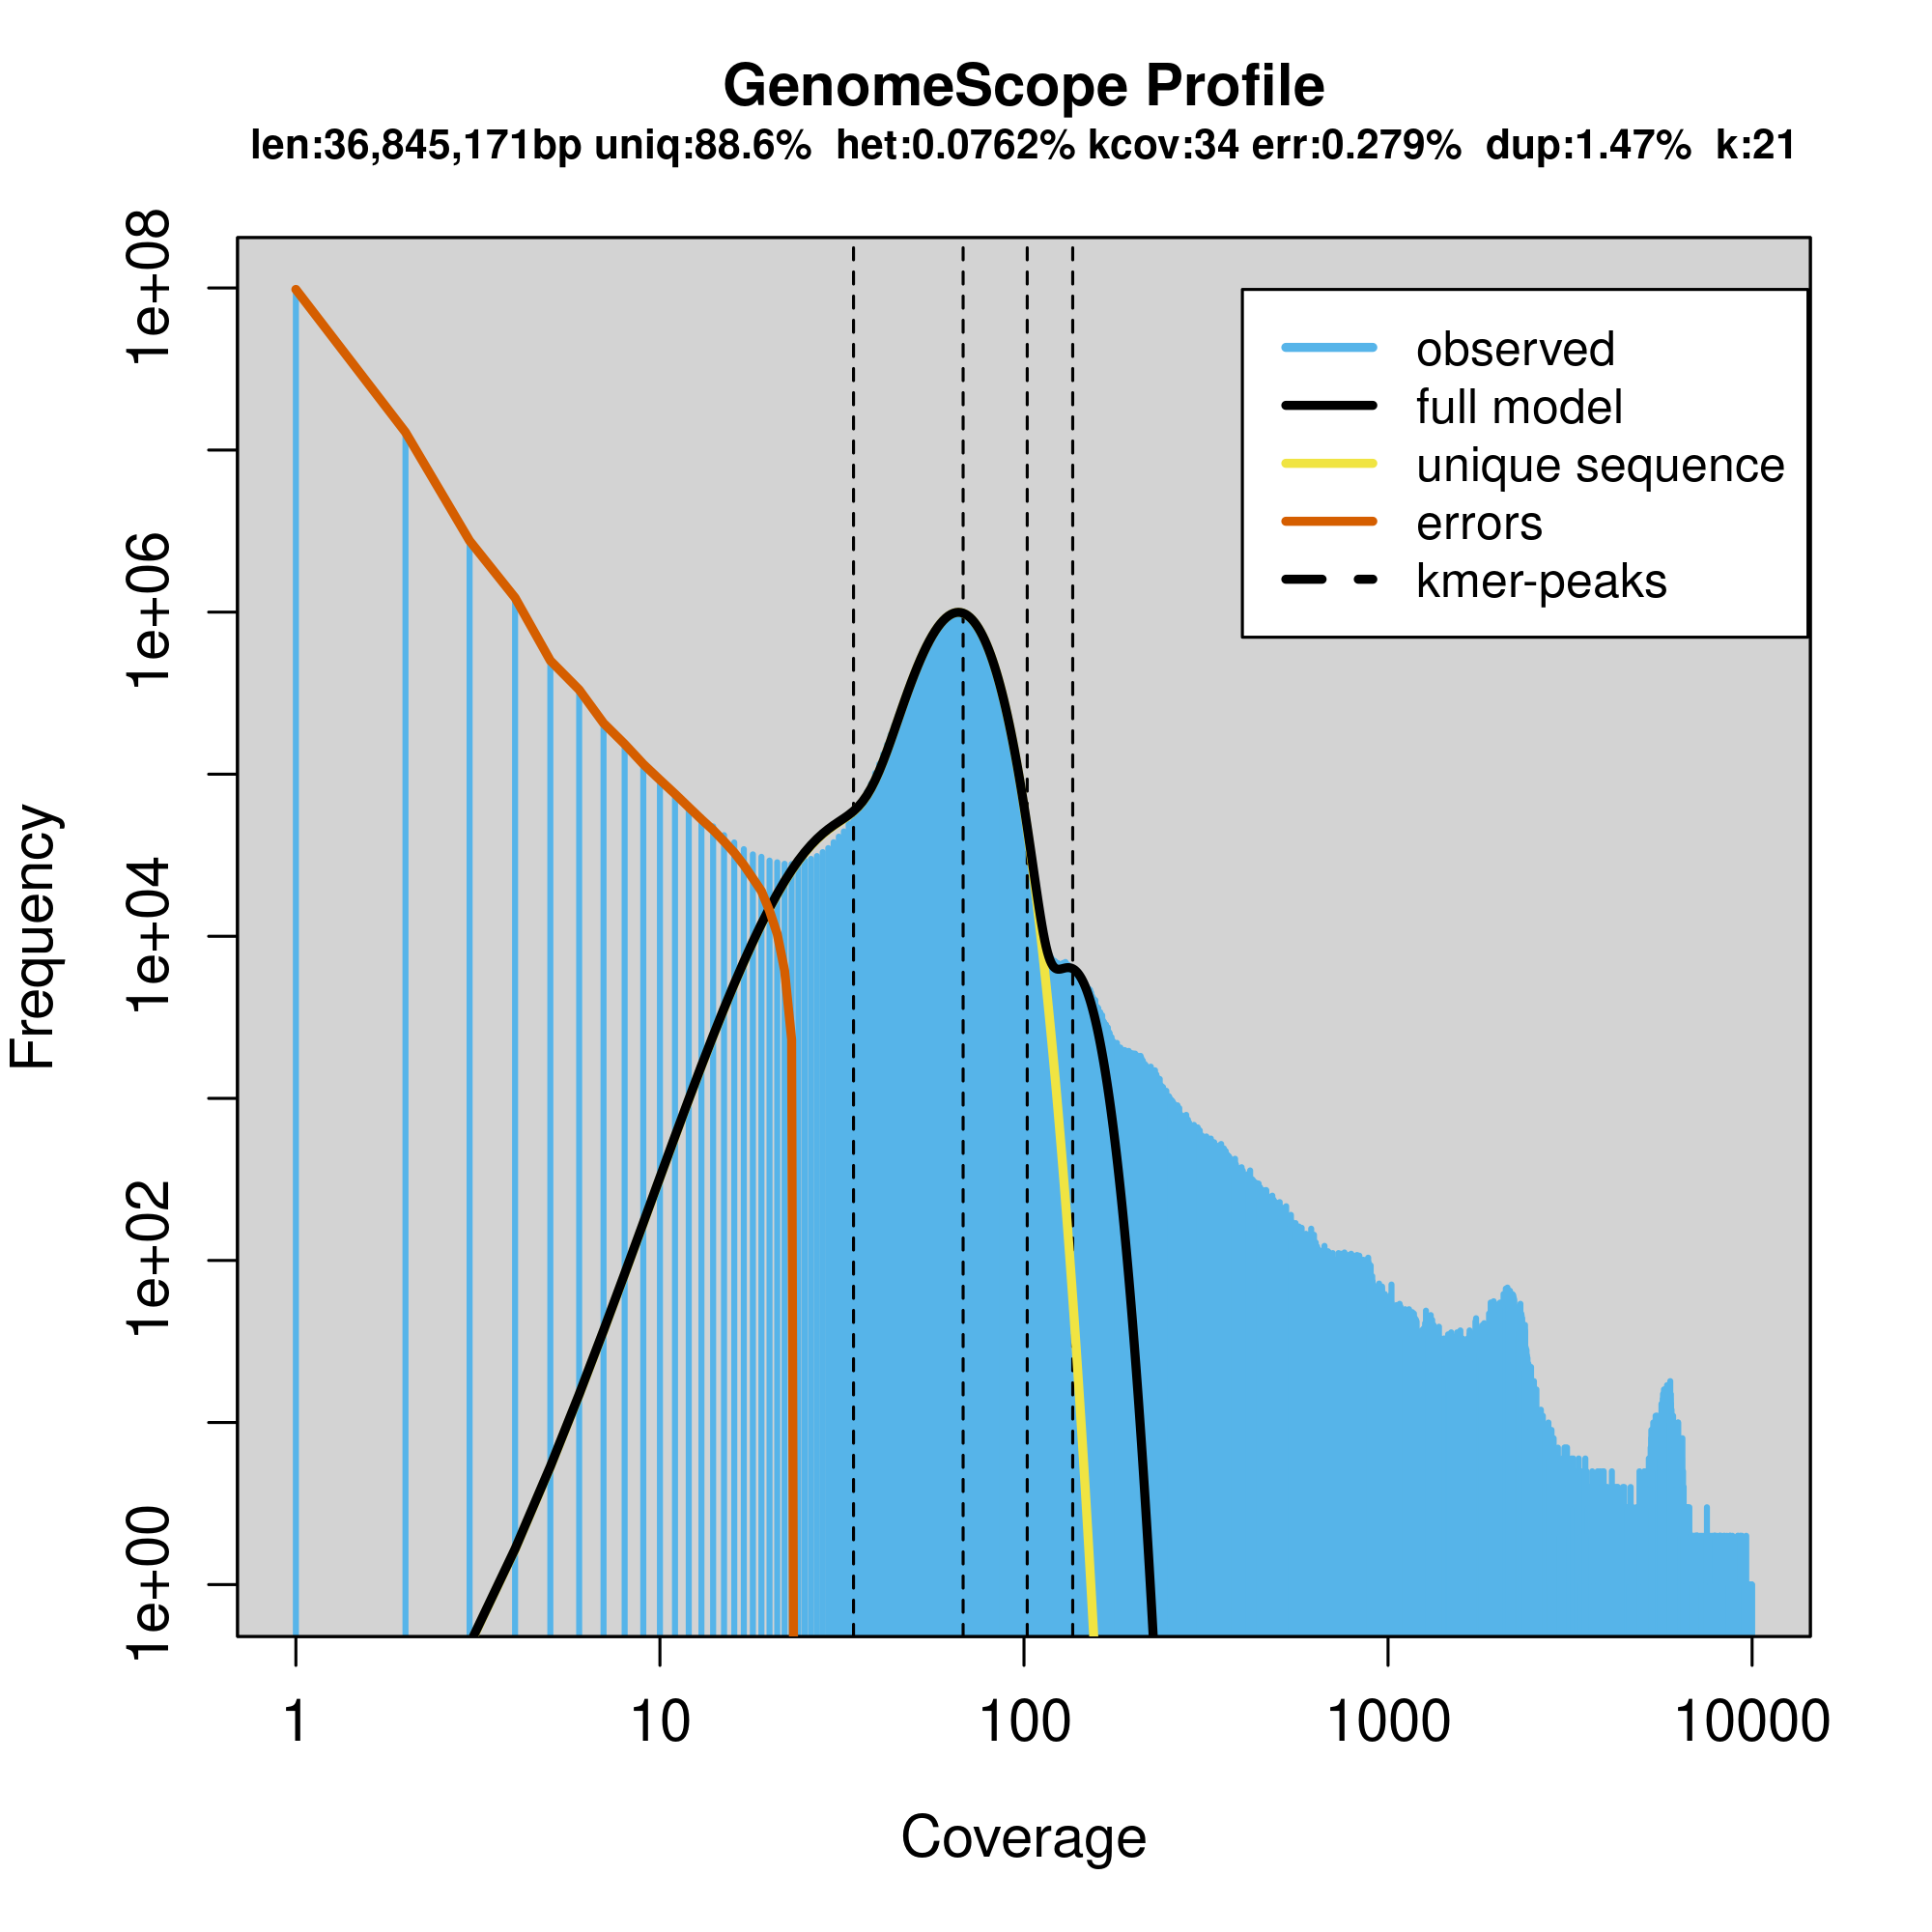 GenomeScope Profile
len:36,845,171bp uniq:88.6% het:0.0762% kcov:34 err:0.279% dup:1.47% k:21
1e+08
1e+06
1e+04
1e+02
1e+00
Frequency
observed
full model
unique sequence
errors
kmer-peaks
1
10
100
1000
10000
Coverage